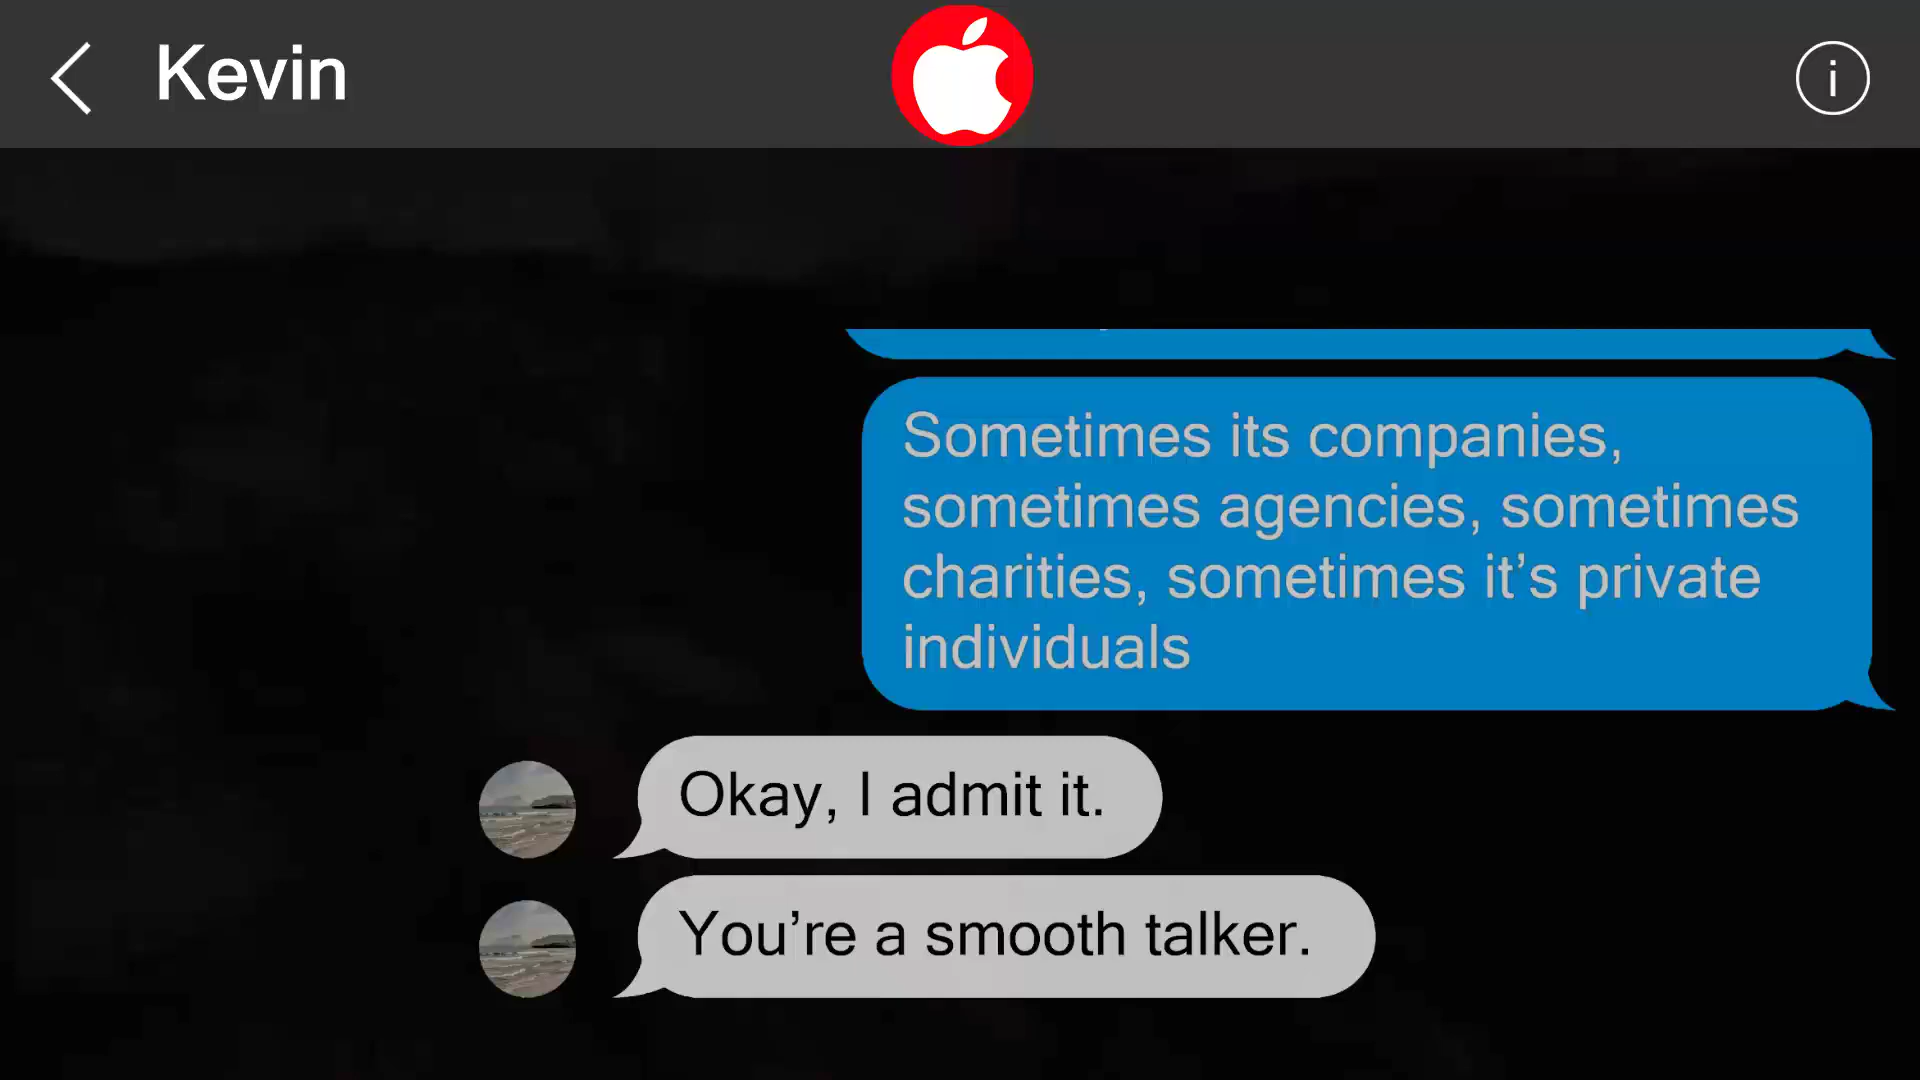 Kevin
i
Sometimes its companies,
sometimes agencies, sometimes
charities, sometimes it’s private
individuals
Okay, I admit it.
You’re a smooth talker.